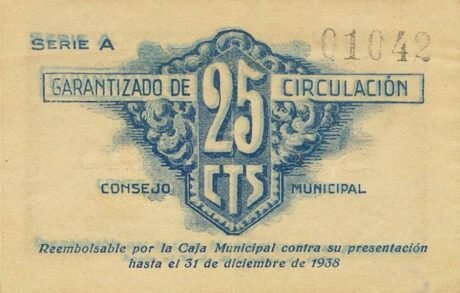 SERIE A 01042
GARANTIZADO DE 25 CIRCULACIÓN
CONSEJO CTS MUNICIPAL
Reembolsable por la Caja Municipal contra su presentación
hasta el 31 de diciembre de 1938